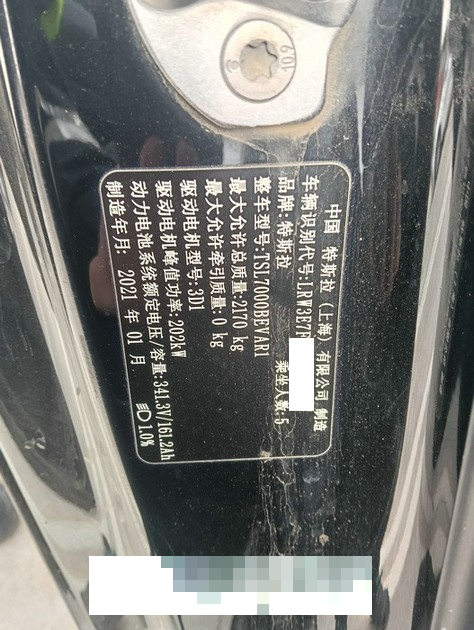 109
中国 特斯拉(上海)有限公司 制造
车辆识别代号:LRW3E7F
品牌:特斯拉 乘坐人数:5
整车型号:TSL7000BEVAR1
最大允许总质量:2170 kg
最大允许牵引质量:0 kg
驱动电机型号:3D1
驱动电机峰值功率:202kW
动力电池系统额定电压/容量:341.3V/161.2Ah
制造年月: 2021 年 01 月 1.0%